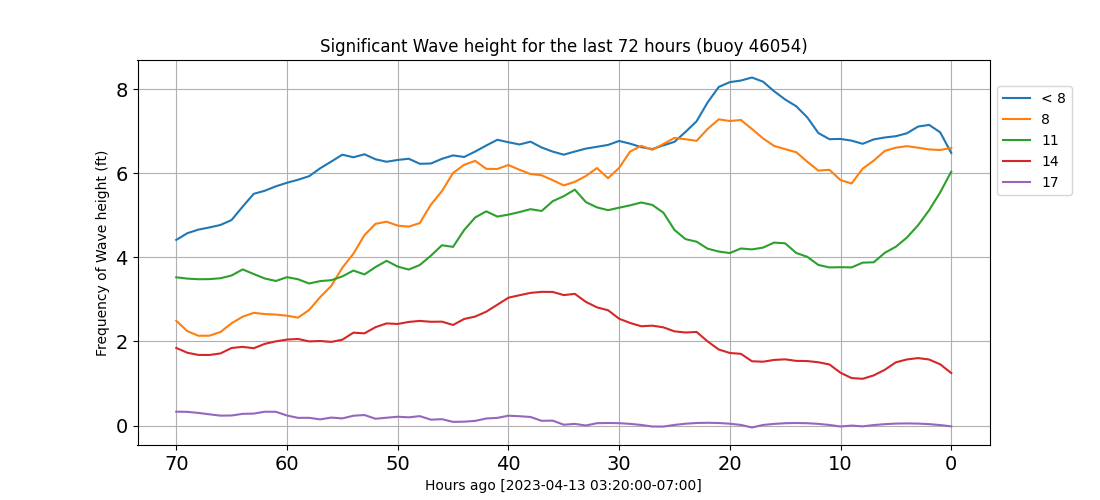 Significant Wave height for the last 72 hours (buoy 46054)
Frequency of Wave height (ft)
8
6
4
2
0
70 60 50 40 30 20 10 0
Hours ago [2023-04-13 03:20:00-07:00]
< 8
8
11
14
17